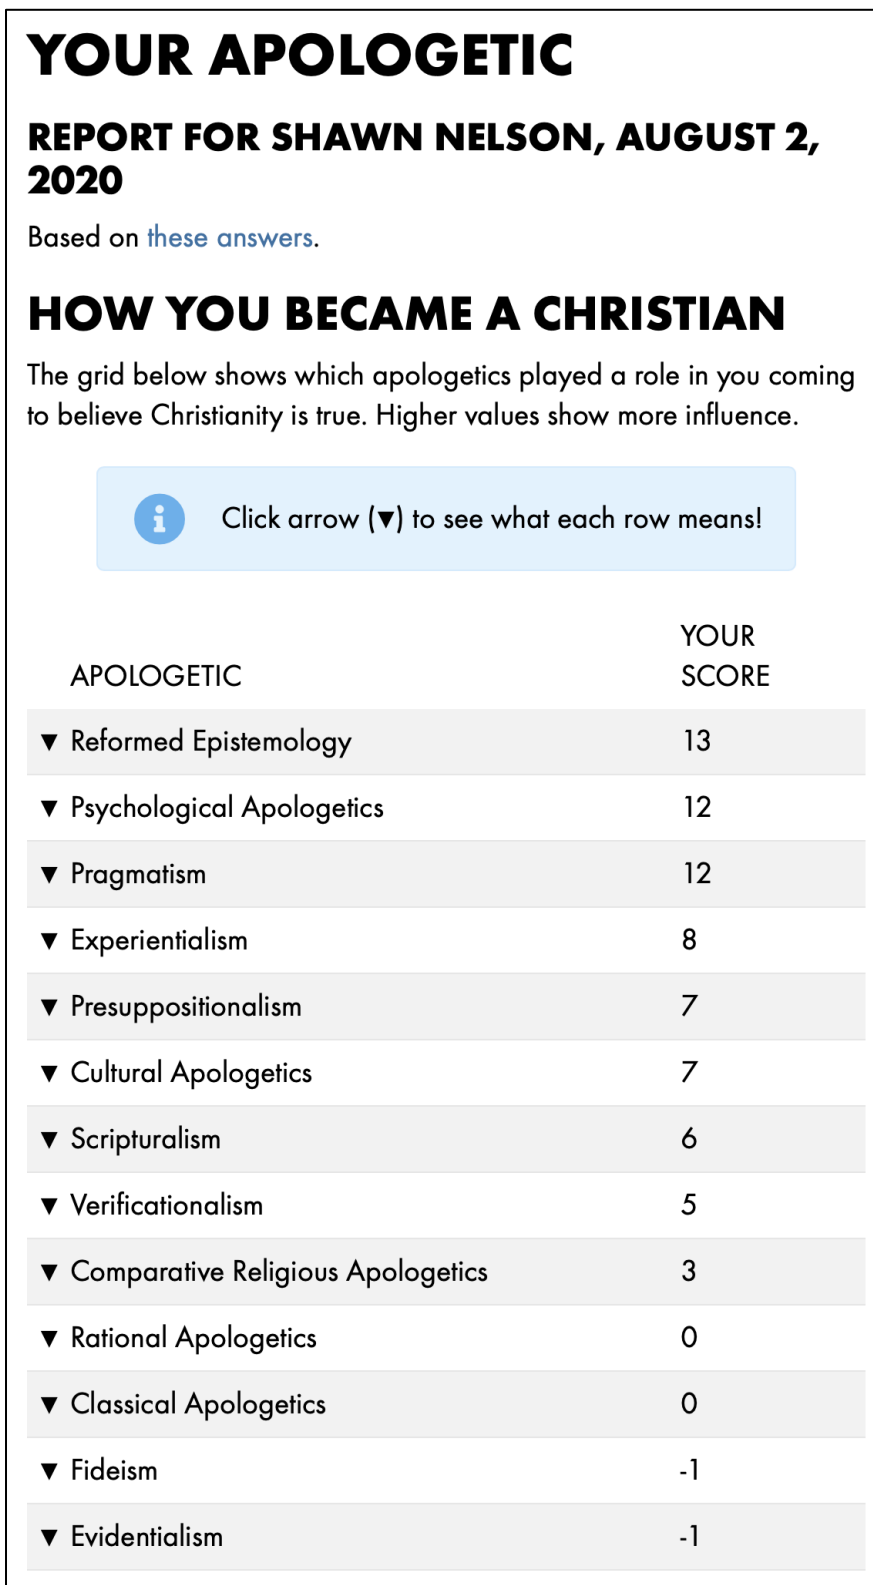 YOUR APOLOGETIC
REPORT FOR SHAWN NELSON, AUGUST 2,
2020
Based on these answers.
HOW YOU BECAME A CHRISTIAN
The grid below shows which apologetics played a role in you coming
to believe Christianity is true. Higher values show more influence.
Click arrow (▼) to see what each row means!
APOLOGETIC YOUR SCORE
▼ Reformed Epistemology 13
▼ Psychological Apologetics 12
▼ Pragmatism 12
▼ Experientialism 8
▼ Presuppositionalism 7
▼ Cultural Apologetics 7
▼ Scripturalism 6
▼ Verificationalism 5
▼ Comparative Religious Apologetics 3
▼ Rational Apologetics 0
▼ Classical Apologetics 0
▼ Fideism -1
▼ Evidentialism -1